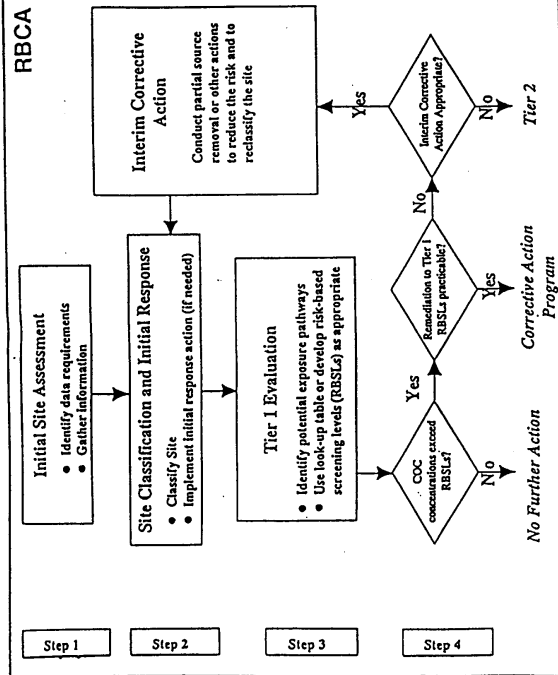 RBCA
Step 1
Initial Site Assessment
● Identify data requirements
● Gather information
Step 2
Site Classification and Initial Response
● Classify Site
● Implement initial response action (if needed)
Interim Corrective
Action
Conduct partial source
removal or other actions
to reduce the risk and to
reclassify the site
Step 3
Tier 1 Evaluation
● Identify potential exposure pathways
● Use look-up table or develop risk-based
screening levels (RBSLs) as appropriate
Step 4
COC
concentrations exceed
RBSLs?
Yes
No
No Further Action
Remediation to Tier 1
RBSLs practicable?
No
Yes
Corrective Action
Program
Interim Corrective
Action Appropriate?
Yes
No
Tier 2